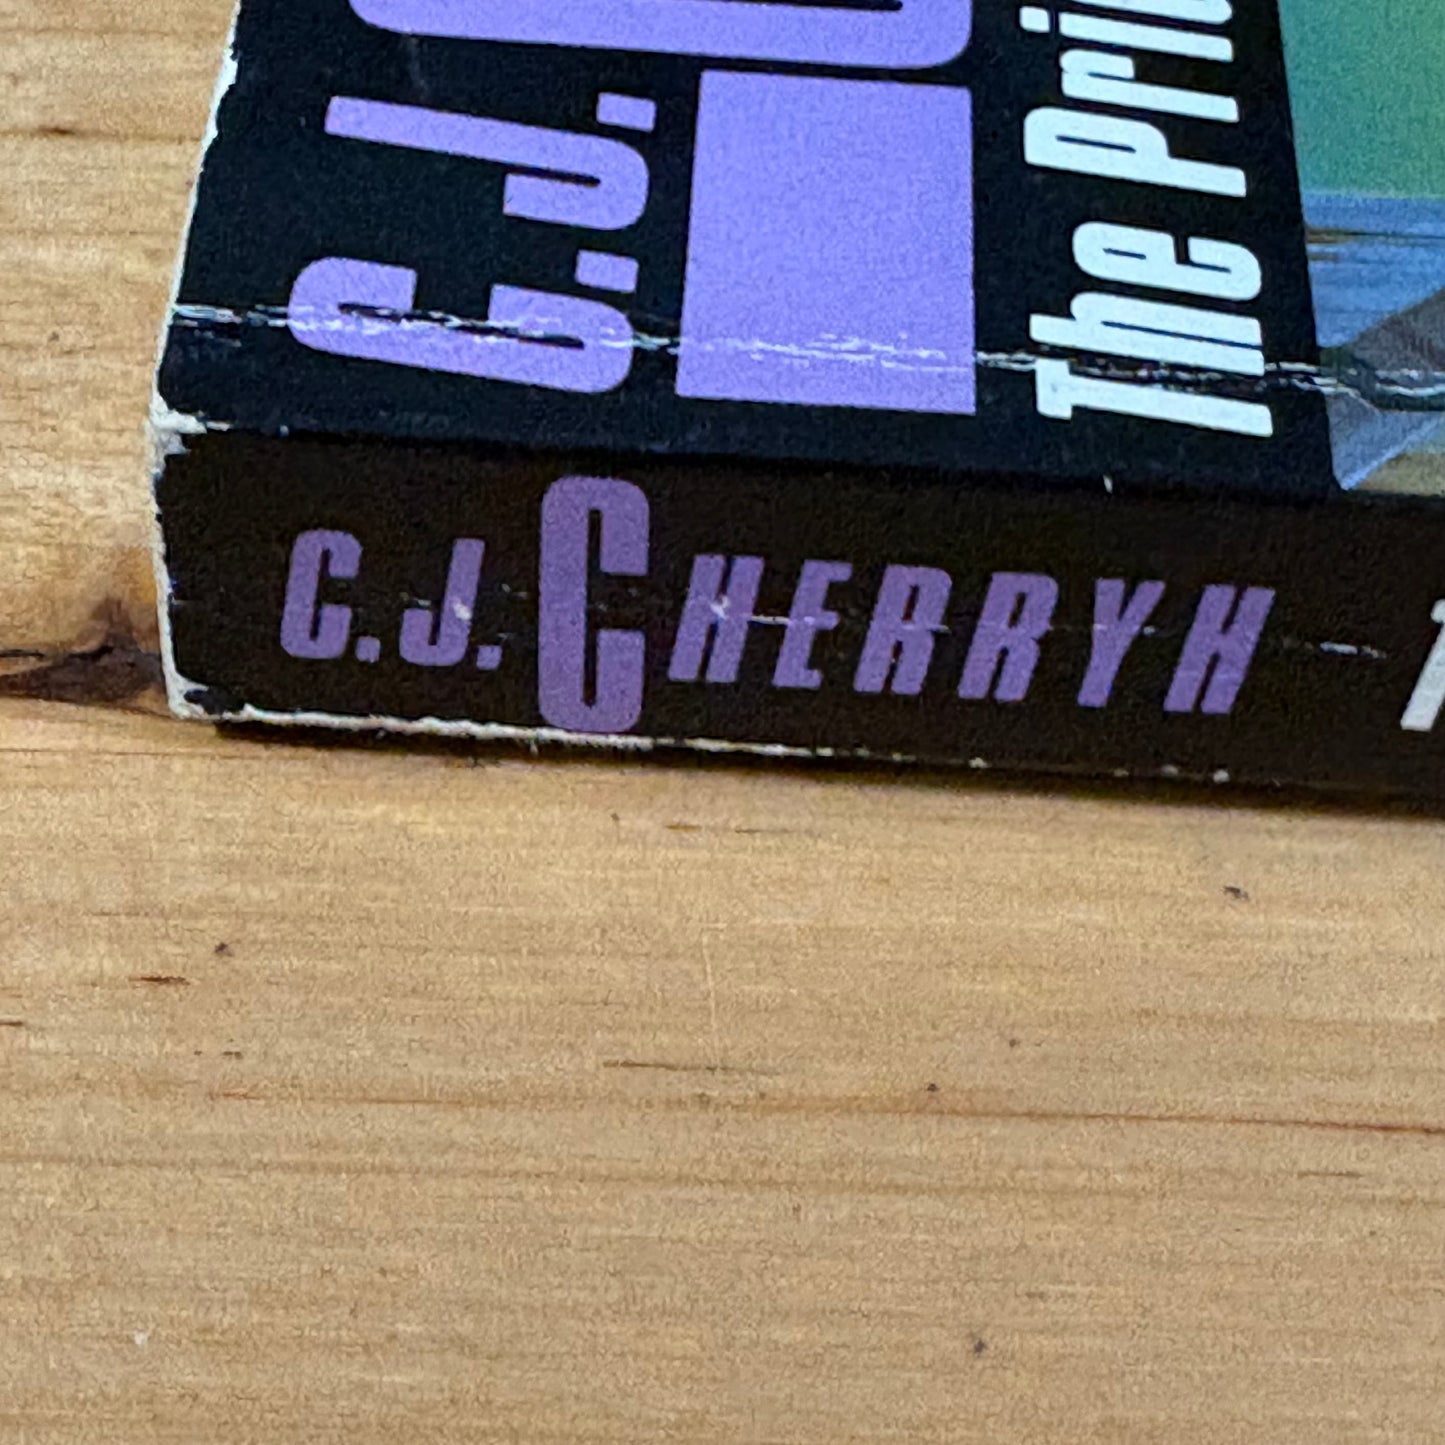 C.J. C
The Pri
C.J. CHERRYH T